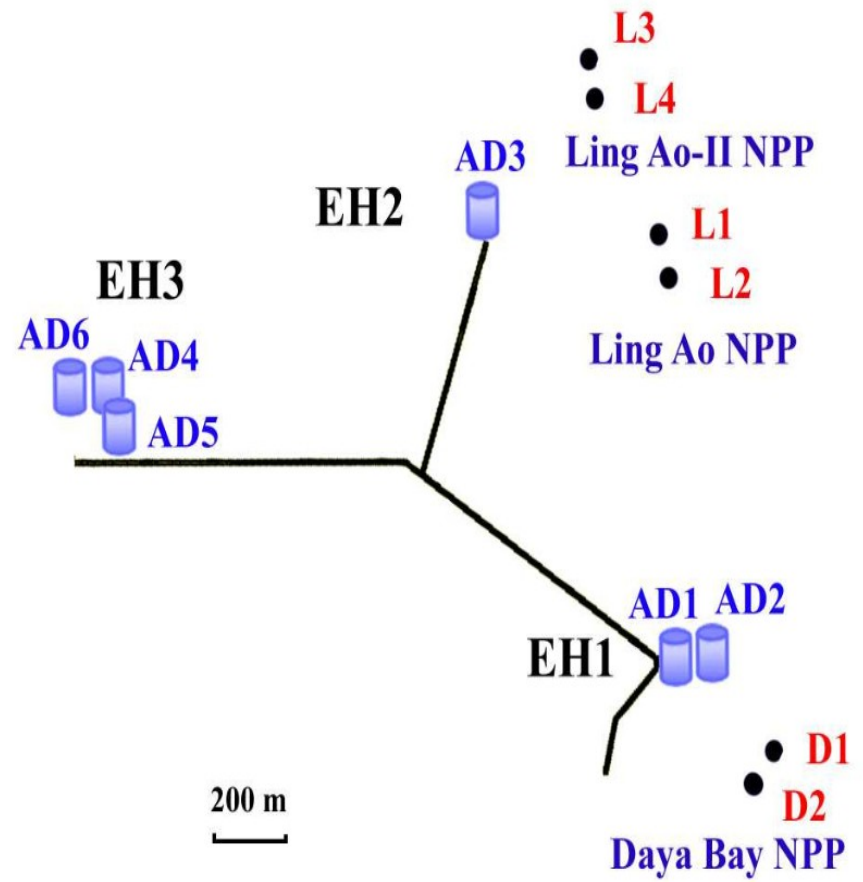 L3
L4
AD3
Ling Ao-II NPP
EH2
L1
EH3
L2
AD6
AD4
Ling Ao NPP
AD5
AD1 AD2
EH1
D1
200 m
D2
Daya Bay NPP